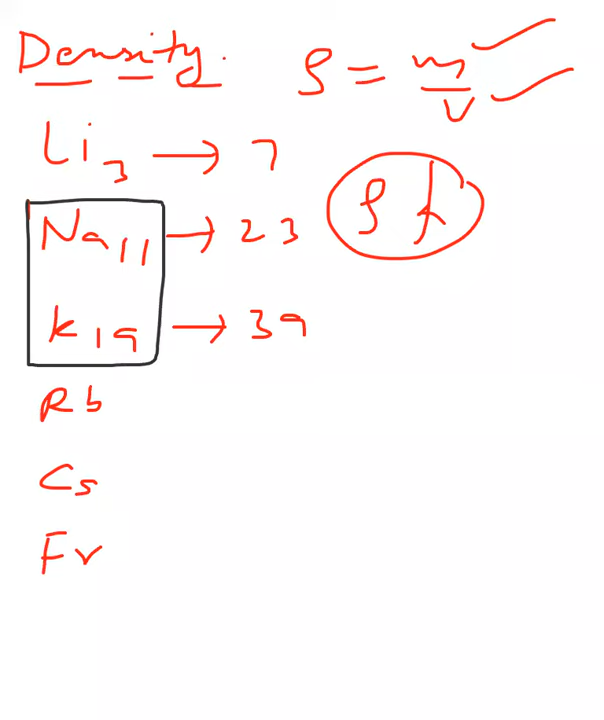 Density. ρ = m/V
Li₃ → 7
Na₁₁ → 23 ρ ↑
K₁₉ → 39
Rb
Cs
Fr